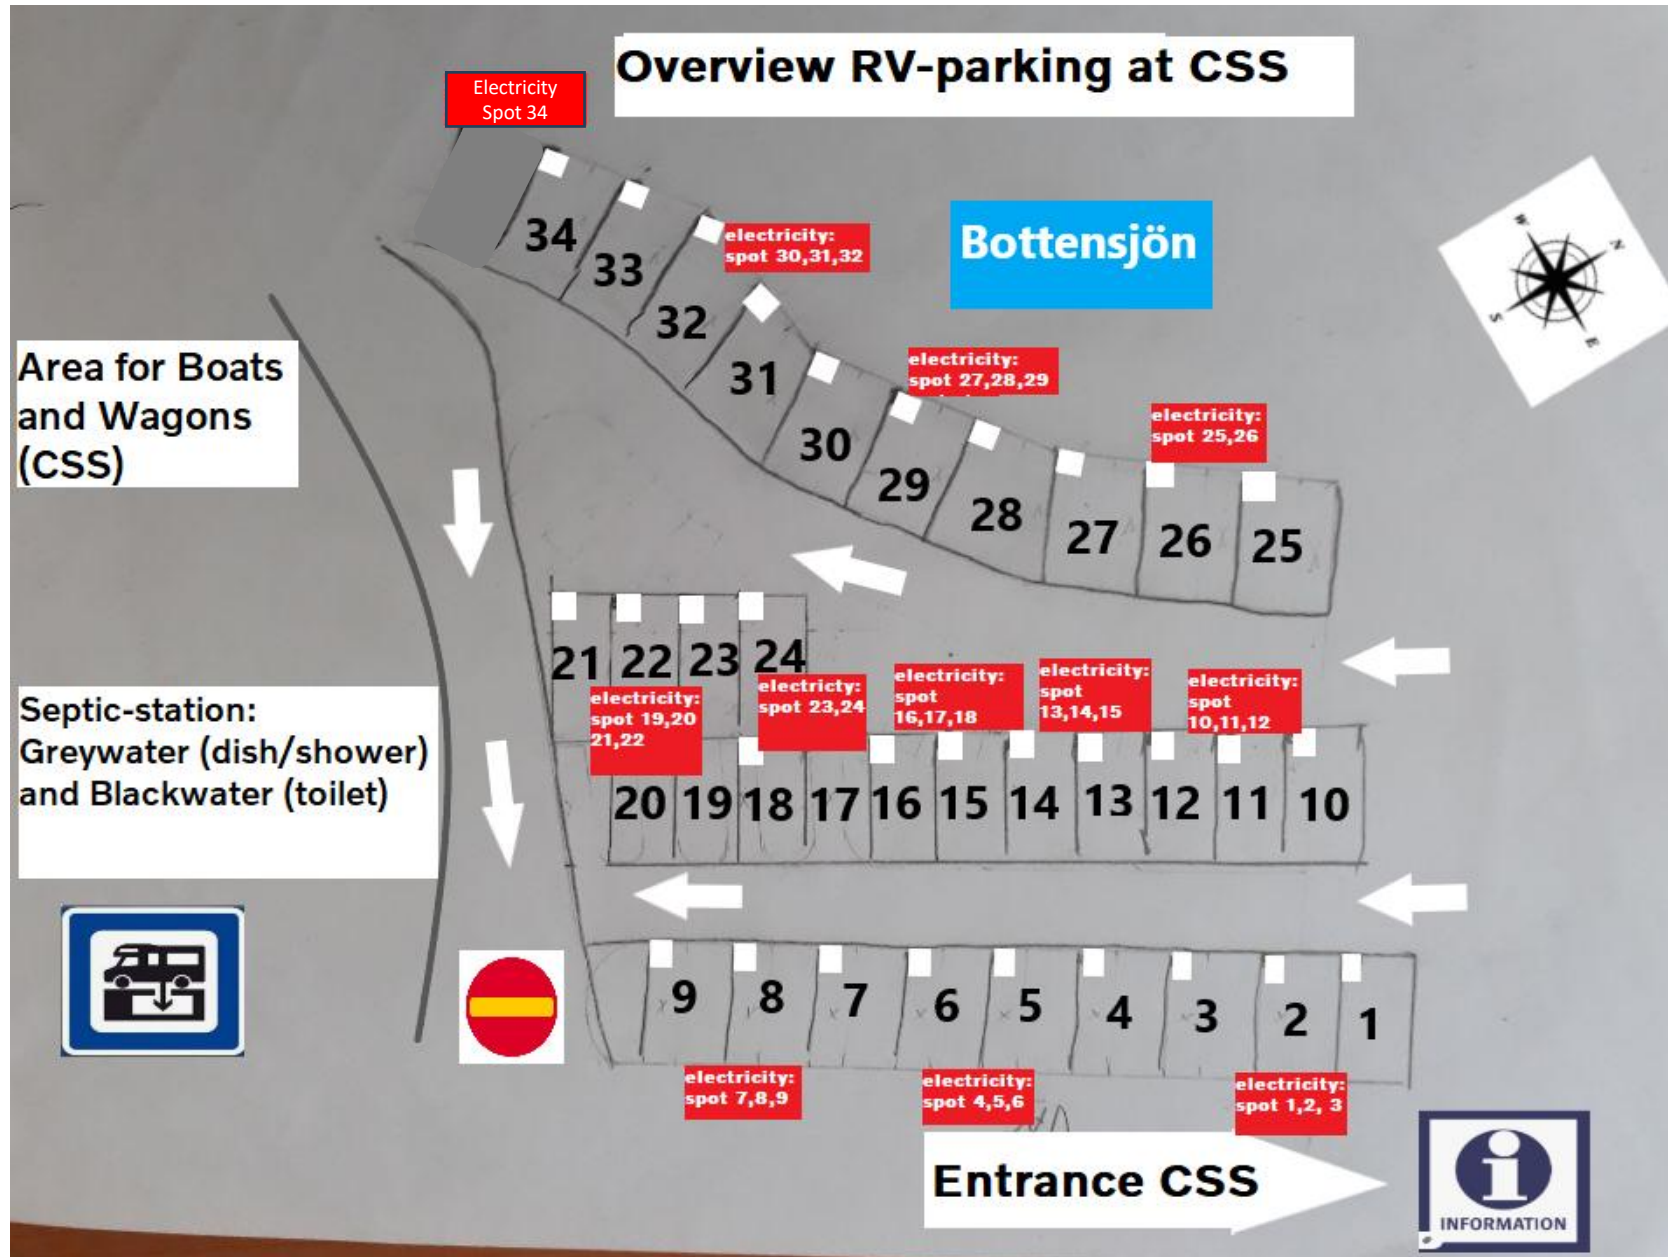 Overview RV-parking at CSS
Electricity
Spot 34
34
33
32
31
30
29
28
27
26
25
electricity:
spot 30,31,32
Bottensjön
W
N
S
E
electricity:
spot 27,28,29
electricity:
spot 25,26
Area for Boats
and Wagons
(CSS)
21
22
23
24
electricity:
spot 19,20
21,22
electricty:
spot 23,24
electricity:
spot
16,17,18
electricity:
spot
13,14,15
electricity:
spot
10,11,12
Septic-station:
Greywater (dish/shower)
and Blackwater (toilet)
20
19
18
17
16
15
14
13
12
11
10
9
8
7
6
5
4
3
2
1
electricity:
spot 7,8,9
electricity:
spot 4,5,6
electricity:
spot 1,2, 3
Entrance CSS
i
INFORMATION